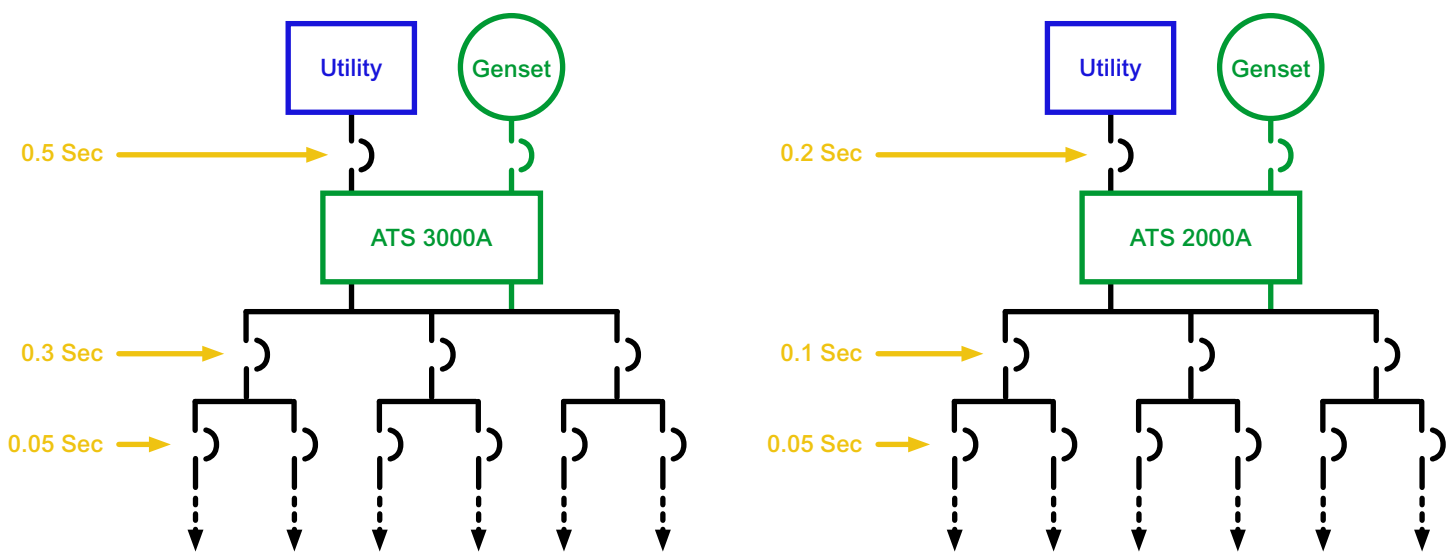 Utility
Genset
0.5 Sec
ATS 3000A
0.3 Sec
0.05 Sec
Utility
Genset
0.2 Sec
ATS 2000A
0.1 Sec
0.05 Sec